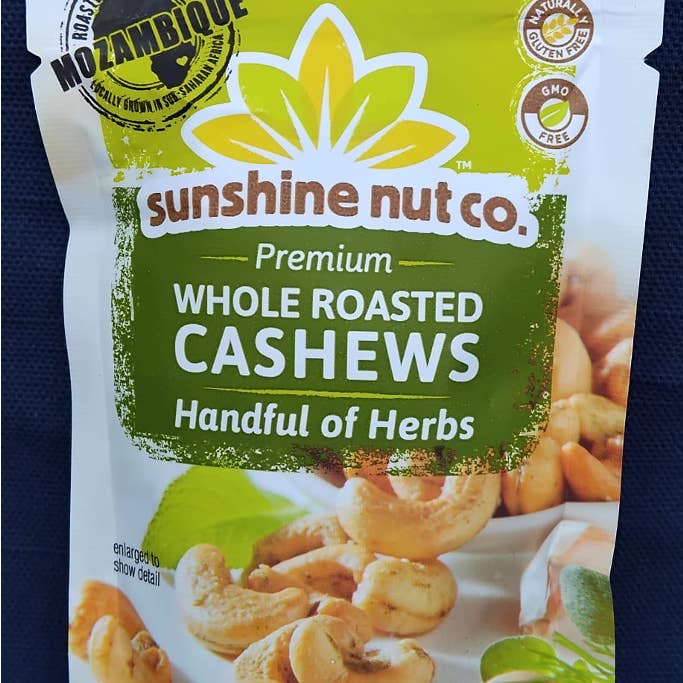 ROASTED
MOZAMBIQUE
LOCALLY GROWN IN SUB-SAHARAN AFRICA
NATURALLY
GLUTEN FREE
GMO
FREE
TM
sunshine nut co.
Premium
WHOLE ROASTED
CASHEWS
Handful of Herbs
enlarged to
show detail